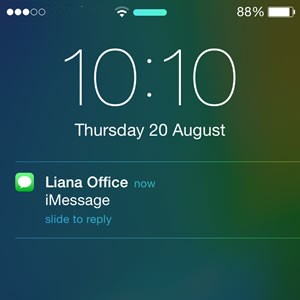 88%
10:10
Thursday 20 August
Liana Office now
iMessage
slide to reply